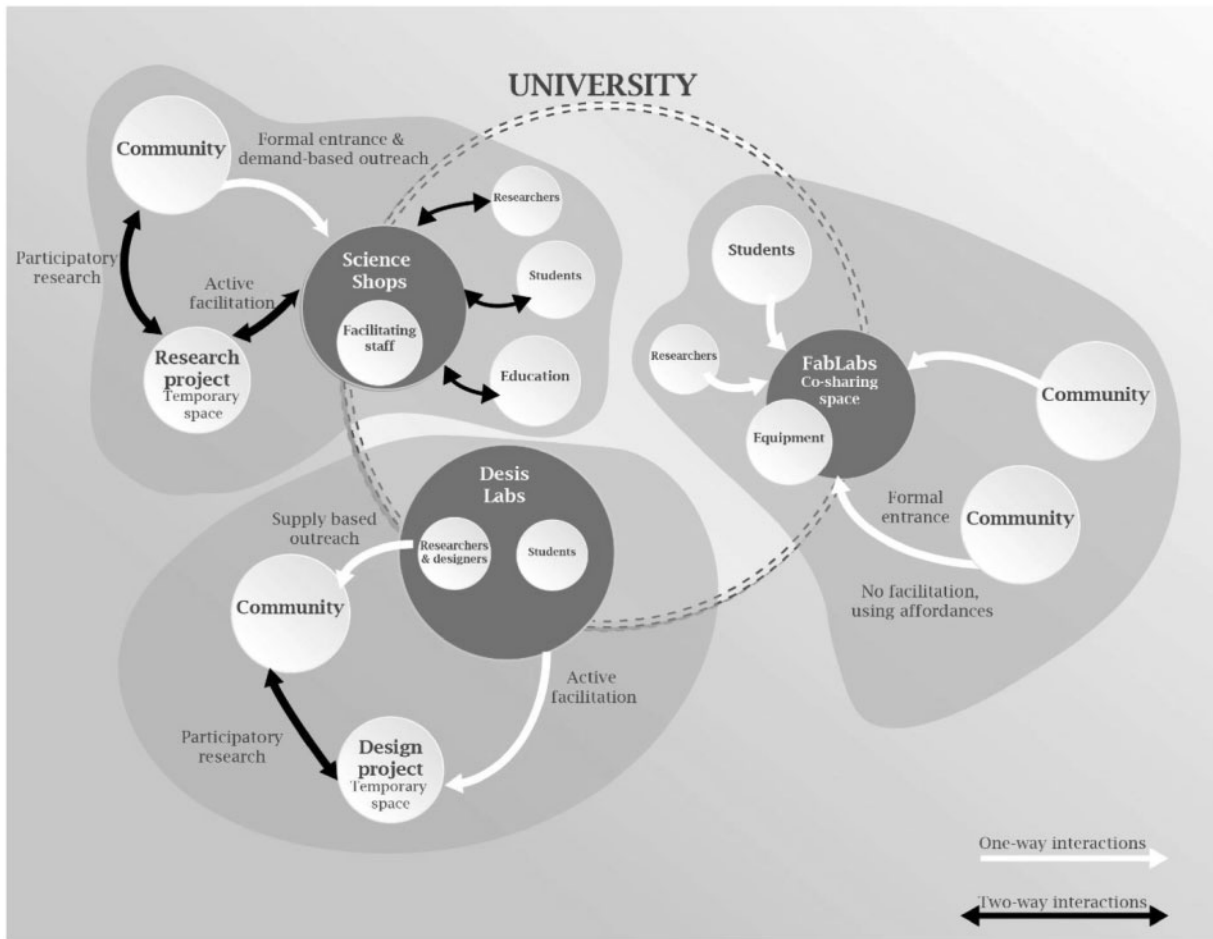 UNIVERSITY
Community
Formal entrance &
demand-based outreach
Researchers
Participatory
research
Active
facilitation
Science
Shops
Facilitating
staff
Students
Education
Research
project
Temporary
space
Students
Researchers
FabLabs
Co-sharing
space
Equipment
Community
Formal
entrance
Community
No facilitation,
using affordances
Desis
Labs
Supply based
outreach
Researchers
& designers
Students
Community
Active
facilitation
Participatory
research
Design
project
Temporary
space
One-way interactions
Two-way interactions